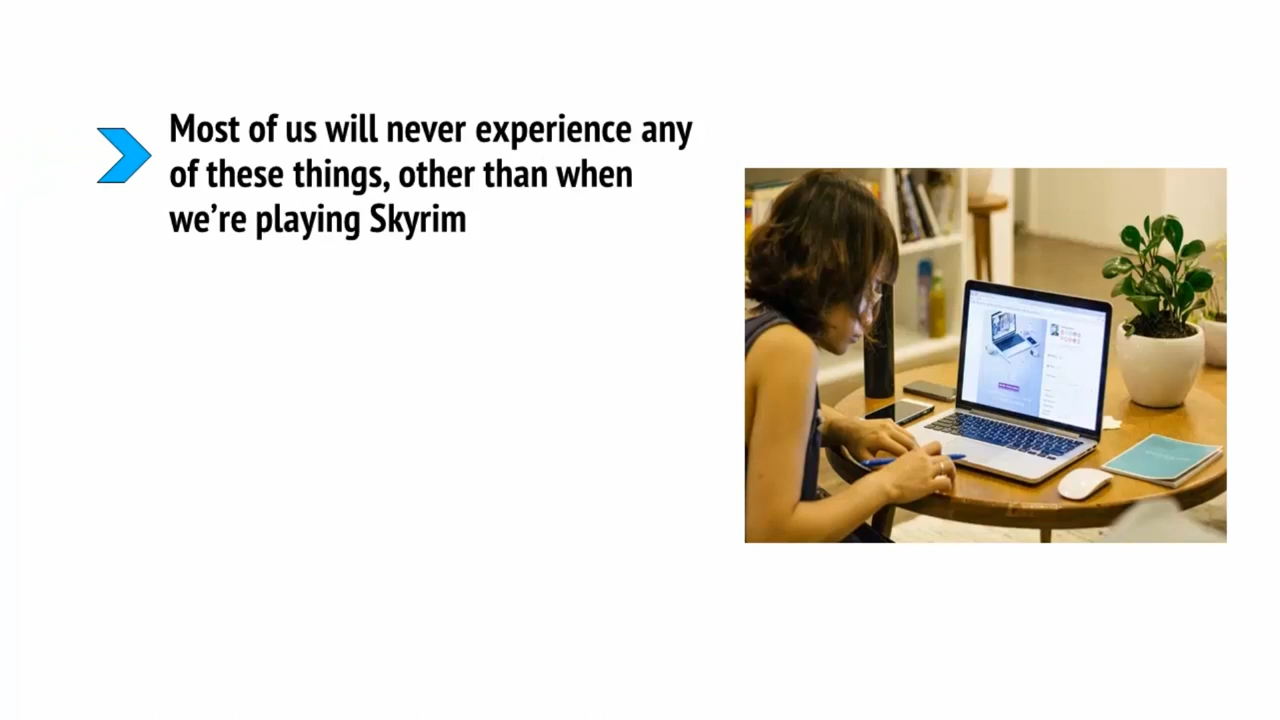 Most of us will never experience any
of these things, other than when
we’re playing Skyrim